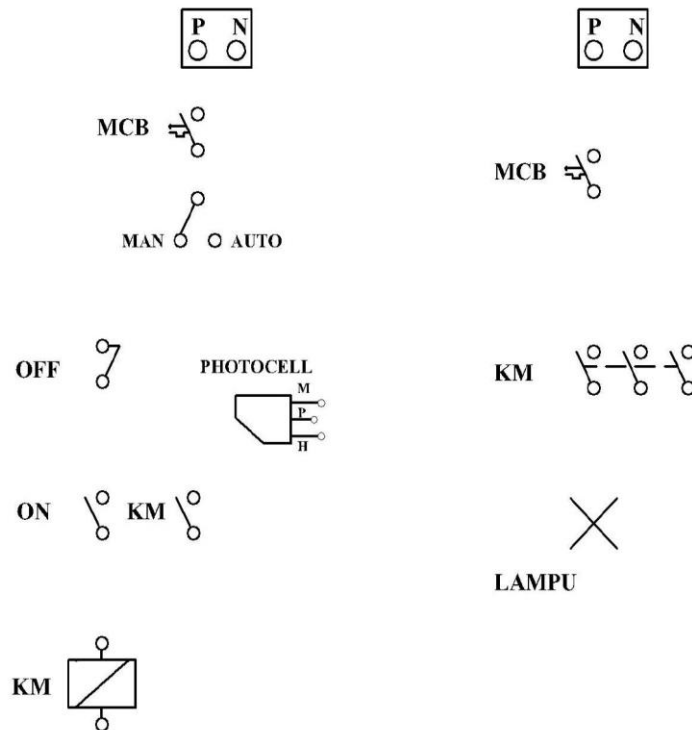 P N
P N
MCB
MCB
MAN AUTO
OFF
PHOTOCELL
M
P
H
KM
ON
KM
LAMPU
KM